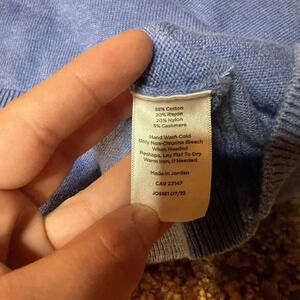 55% Cotton
20% Rayon
20% Nylon
5% Cashmere
Hand Wash Cold
Only Non-Chlorine Bleach
When Needed
Reshape, Lay Flat To Dry
Warm Iron, if Needed
Made in Jordan
CA# 23147